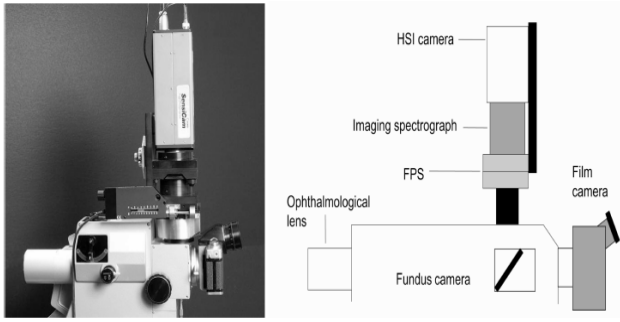 SensiCam
HSI camera
Imaging spectrograph
FPS
Film
camera
Ophthalmological
lens
Fundus camera